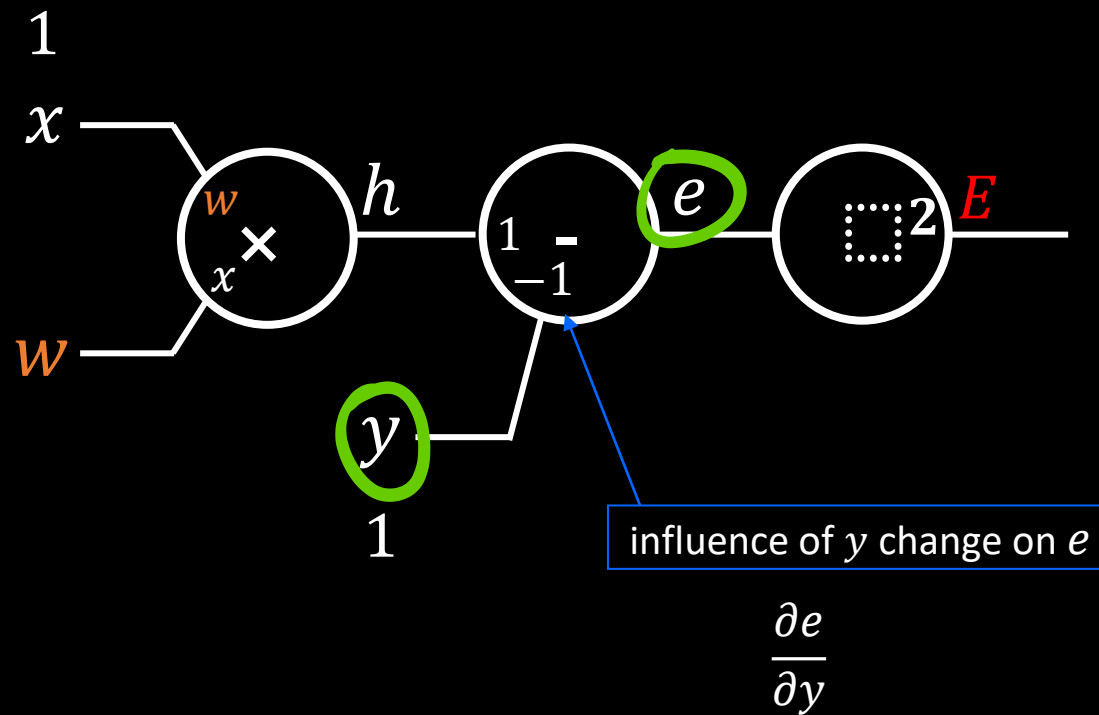 1
x
w
x
×
h
w
1
-
−1
e
2
E
y
1
influence of y change on e
∂e
∂y